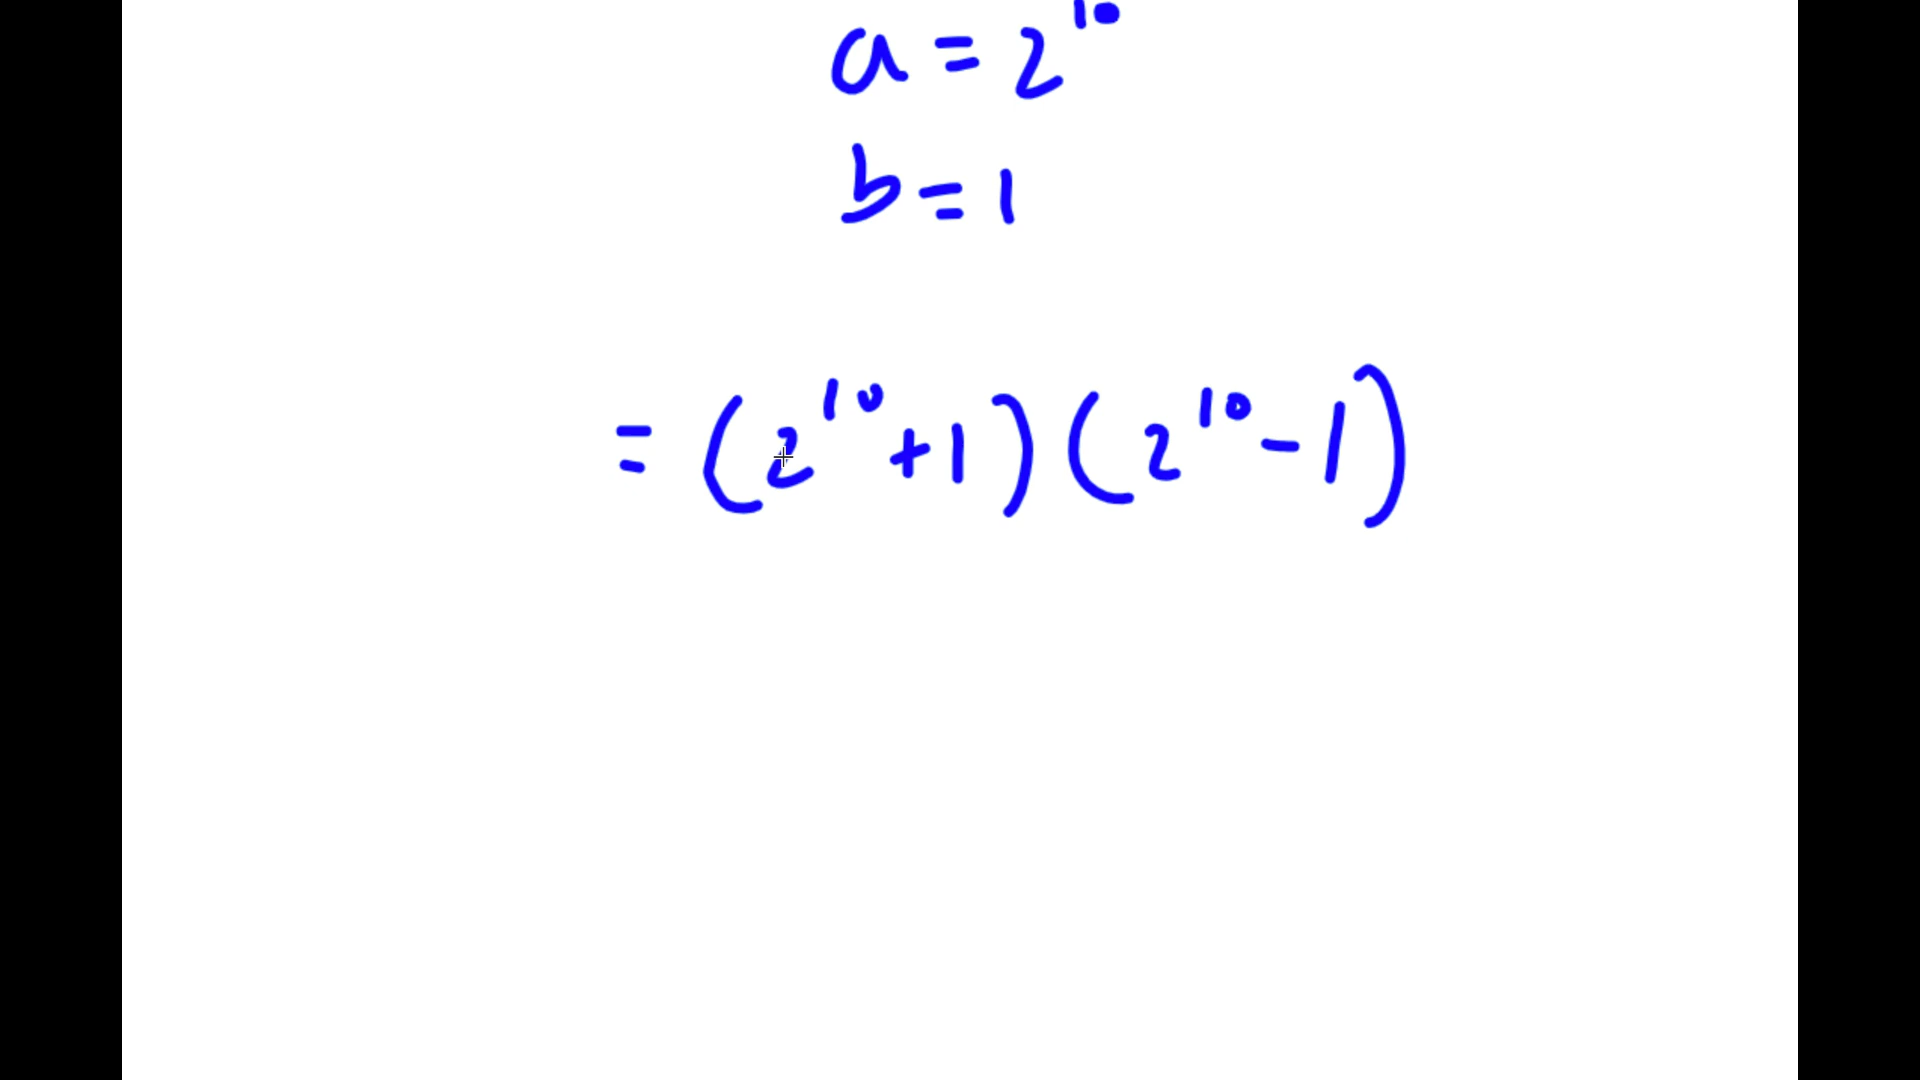 a = 2^10
b = 1
= (2^10 + 1)(2^10 - 1)